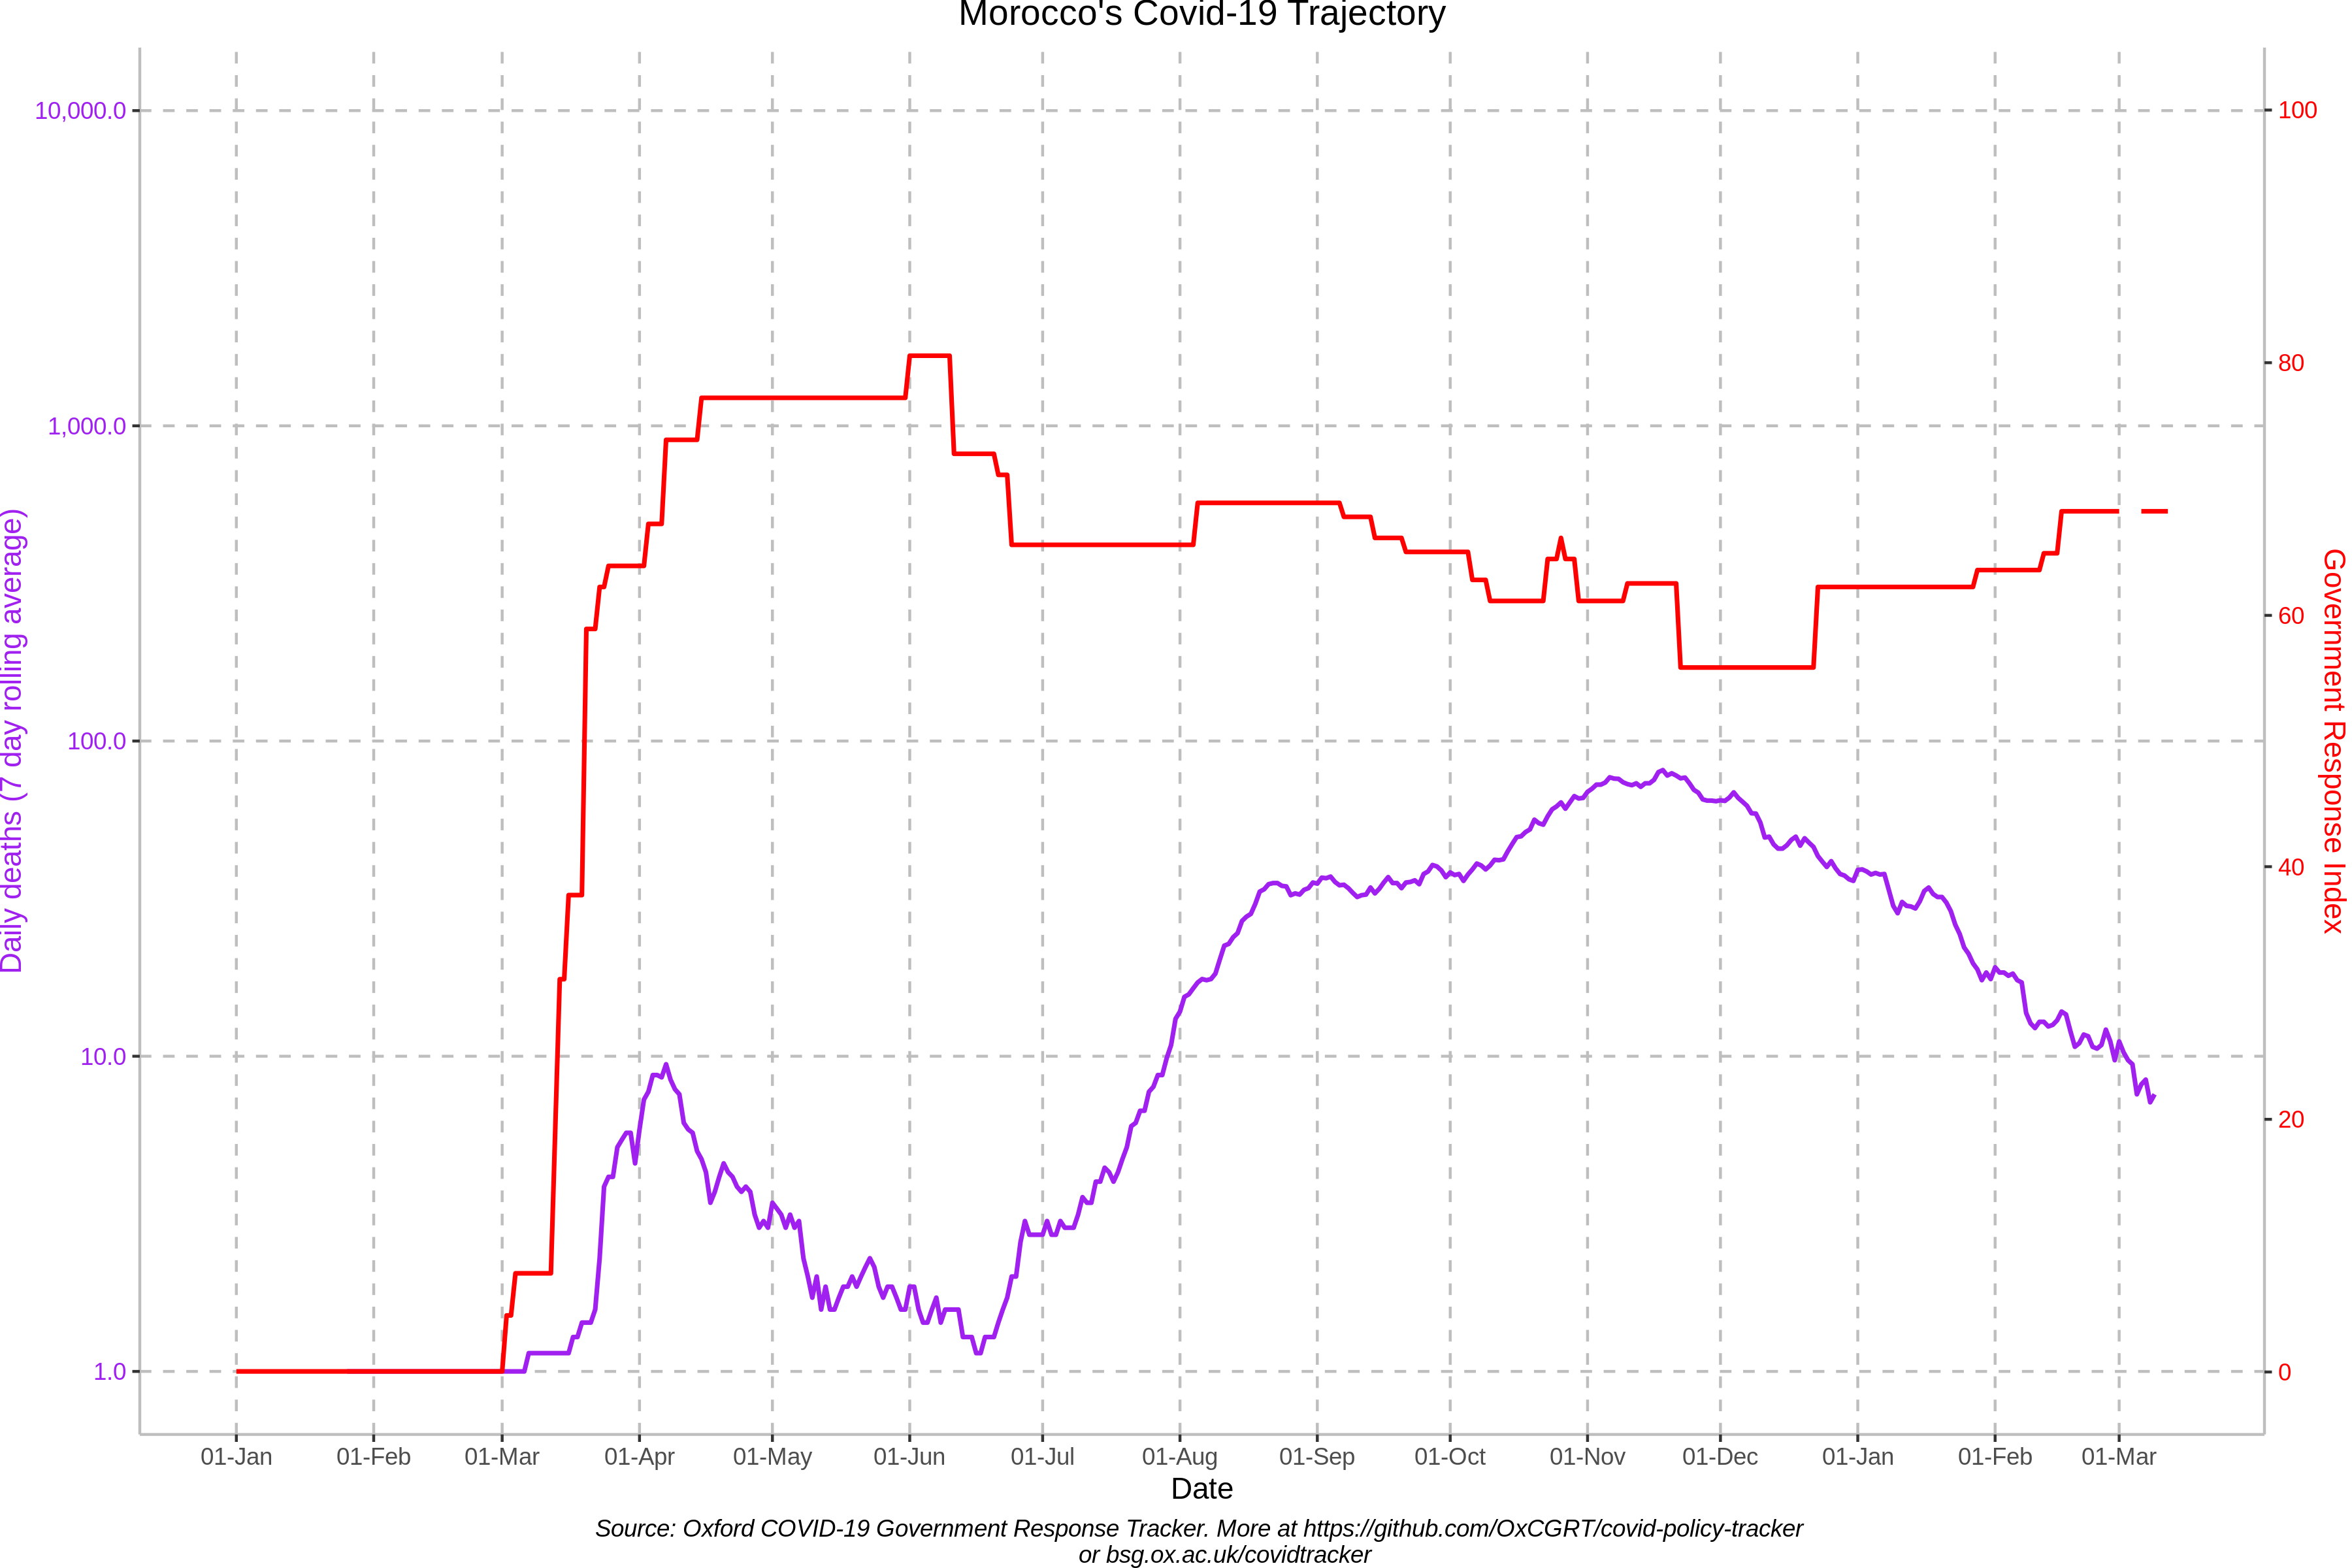 Morocco's Covid-19 Trajectory
10,000.0
1,000.0
100.0
10.0
1.0
Daily deaths (7 day rolling average)
100
80
60
40
20
0
Government Response Index
01-Jan 01-Feb 01-Mar 01-Apr 01-May 01-Jun 01-Jul 01-Aug 01-Sep 01-Oct 01-Nov 01-Dec 01-Jan 01-Feb 01-Mar
Date
Source: Oxford COVID-19 Government Response Tracker. More at https://github.com/OxCGRT/covid-policy-tracker
or bsg.ox.ac.uk/covidtracker